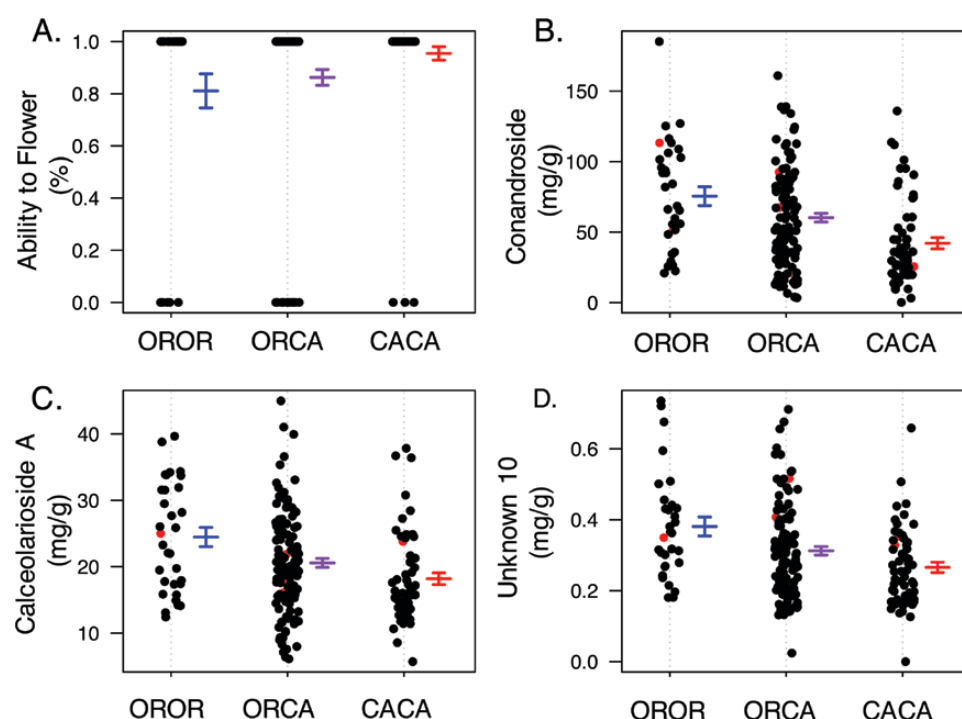 A.
Ability to Flower
(%)
1.0
0.8
0.6
0.4
0.2
0.0
OROR ORCA CACA
B.
Conandroside
(mg/g)
150
100
50
0
OROR ORCA CACA
C.
Calceolarioside A
(mg/g)
40
30
20
10
OROR ORCA CACA
D.
Unknown 10
(mg/g)
0.6
0.4
0.2
0.0
OROR ORCA CACA